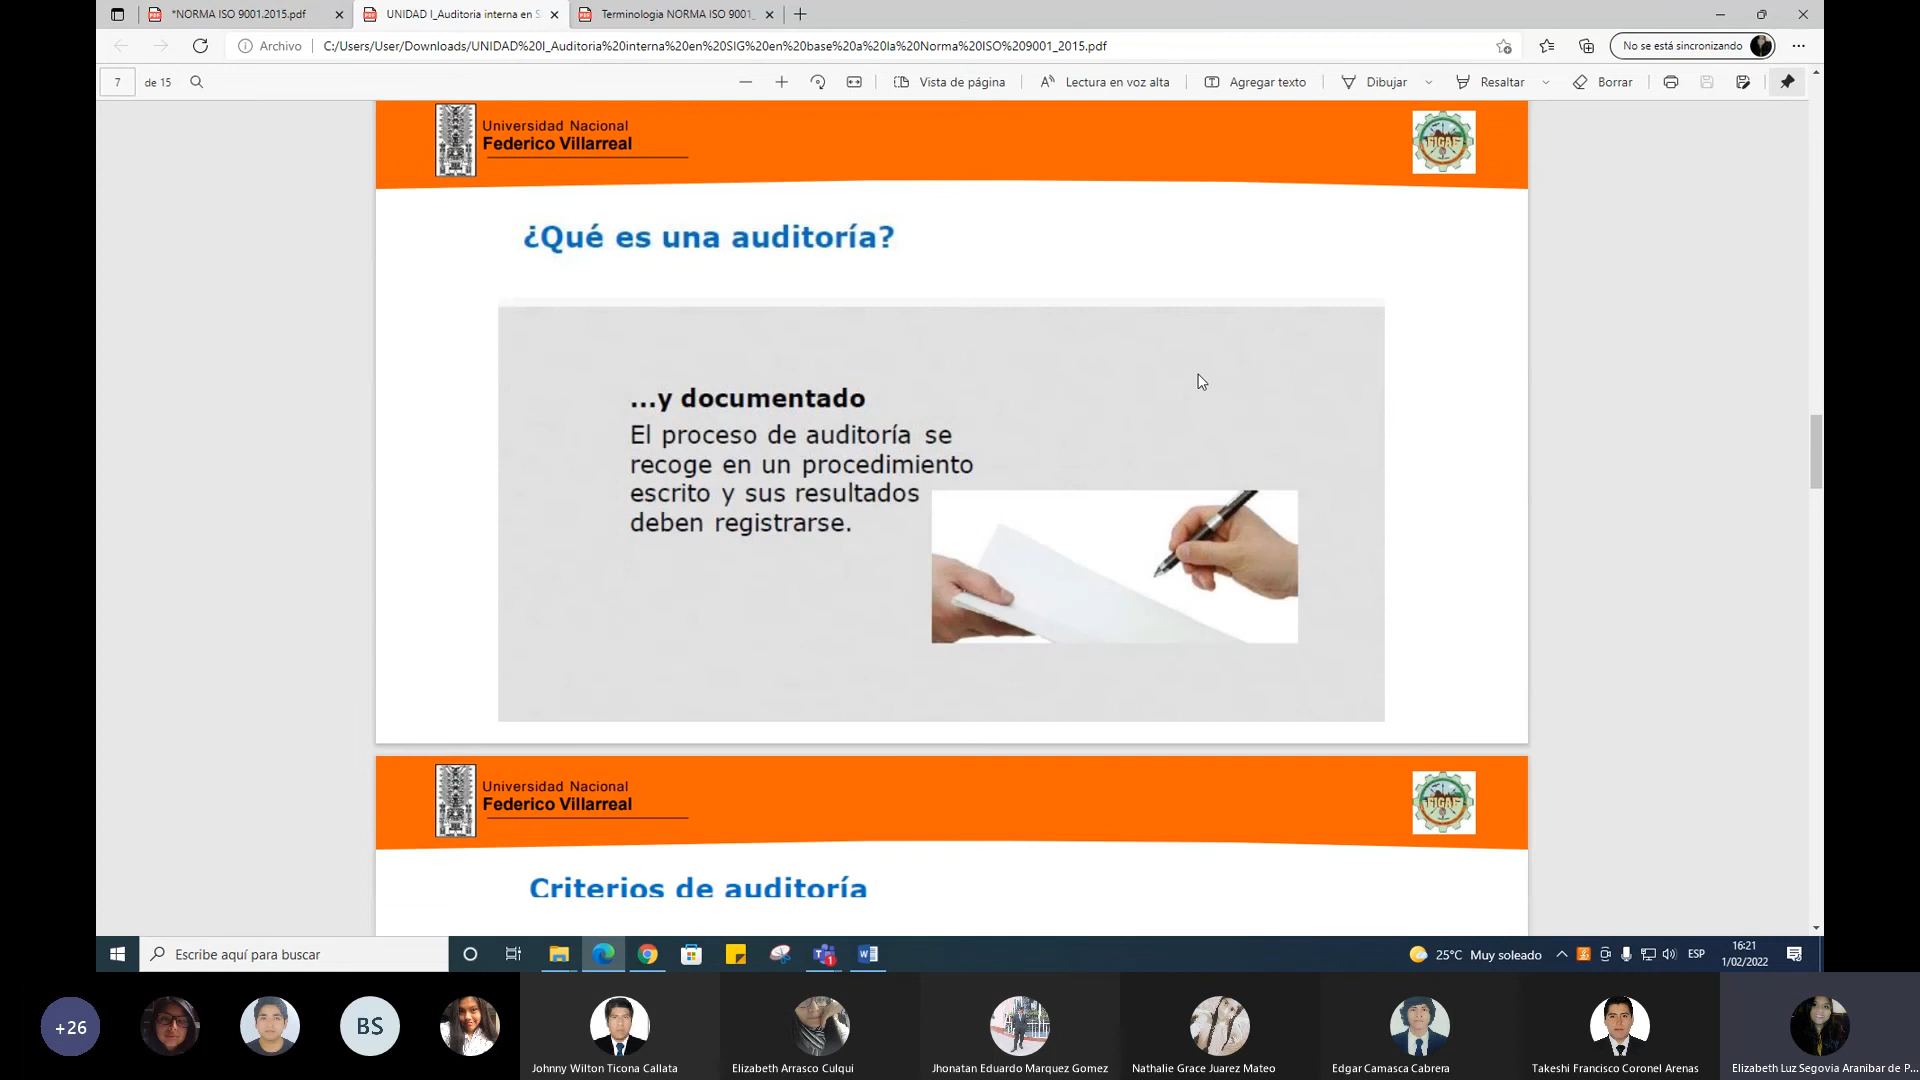 *NORMA ISO 9001.2015.pdf
UNIDAD I_Auditoria interna en S
Terminologia NORMA ISO 9001_
Archivo
C:/Users/User/Downloads/UNIDAD%20I_Auditoria%20interna%20en%20SIG%20en%20base%20a%20la%20Norma%20ISO%209001_2015.pdf
No se está sincronizando
7 de 15
Vista de página
Lectura en voz alta
Agregar texto
Dibujar
Resaltar
Borrar
Universidad Nacional
Federico Villarreal
FIGAE
¿Qué es una auditoría?
...y documentado
El proceso de auditoría se
recoge en un procedimiento
escrito y sus resultados
deben registrarse.
Universidad Nacional
Federico Villarreal
FIGAE
Criterios de auditoría
Escribe aquí para buscar
1
25°C Muy soleado
ESP
16:21
1/02/2022
+26
BS
Johnny Wilton Ticona Callata
Elizabeth Arrasco Culqui
Jhonatan Eduardo Marquez Gomez
Nathalie Grace Juarez Mateo
Edgar Camasca Cabrera
Takeshi Francisco Coronel Arenas
Elizabeth Luz Segovia Aranibar de P...